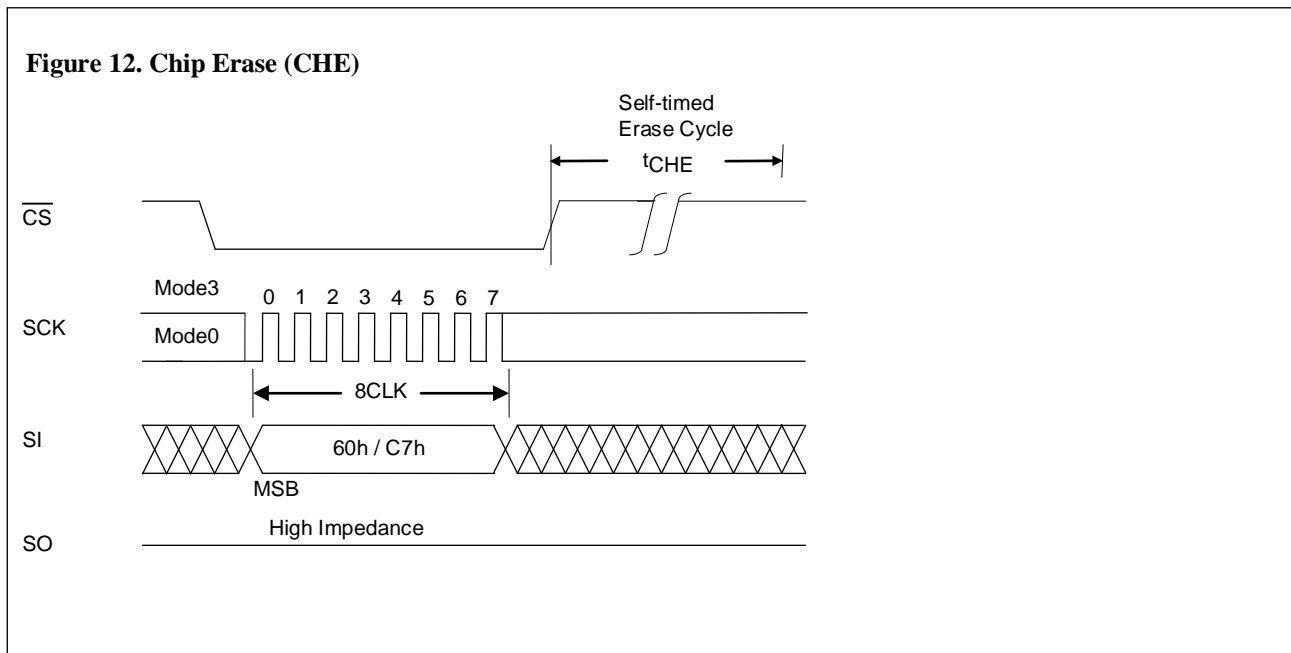 Figure 12. Chip Erase (CHE)
Self-timed
Erase Cycle
tCHE
CS
Mode3
0 1 2 3 4 5 6 7
SCK
Mode0
8CLK
SI
60h / C7h
MSB
High Impedance
SO